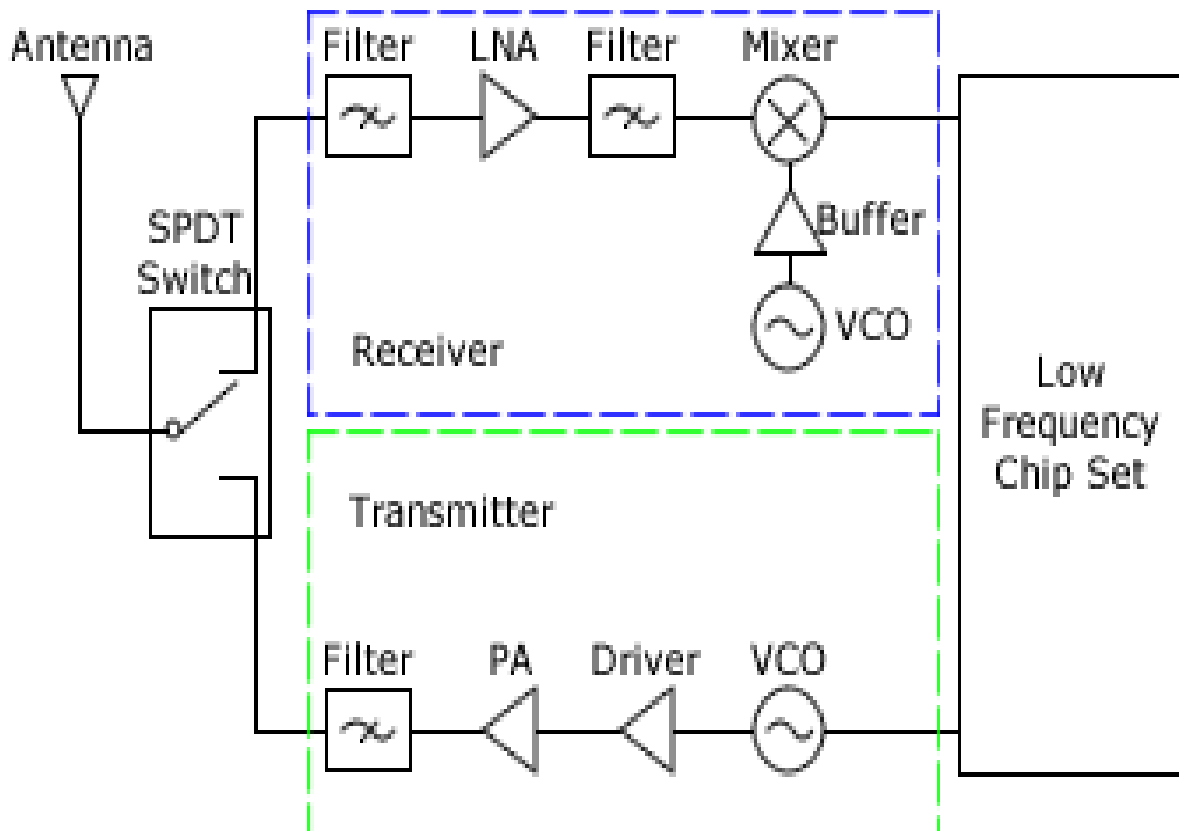 Antenna
Filter
LNA
Filter
Mixer
SPDT
Switch
Buffer
VCO
Receiver
Low
Frequency
Chip Set
Transmitter
Filter
PA
Driver
VCO